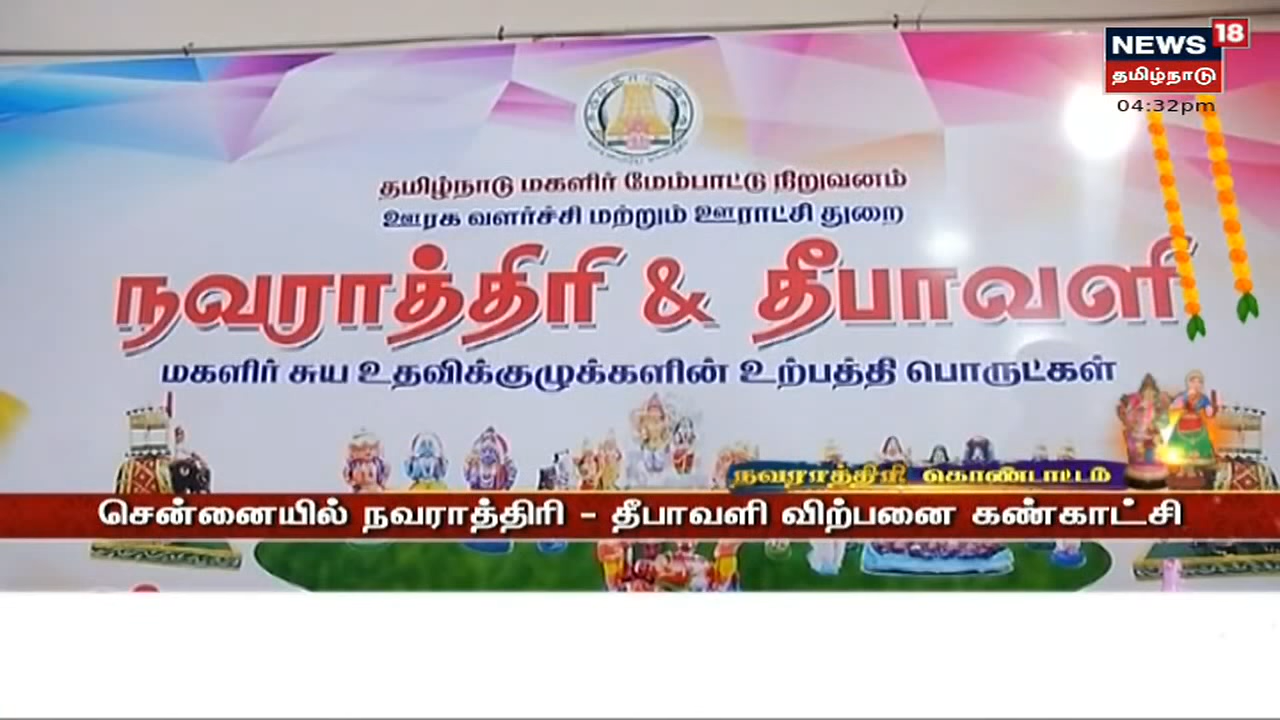 NEWS 18
தமிழ்நாடு
04:32pm
தமிழ்நாடு மகளிர் மேம்பாட்டு நிறுவனம்
ஊரக வளர்ச்சி மற்றும் ஊராட்சி துறை
நவராத்திரி & தீபாவளி
மகளிர் சுய உதவிக்குழுக்களின் உற்பத்தி பொருட்கள்
நவராத்திரி கொண்டாட்டம்
சென்னையில் நவராத்திரி - தீபாவளி விற்பனை கண்காட்சி